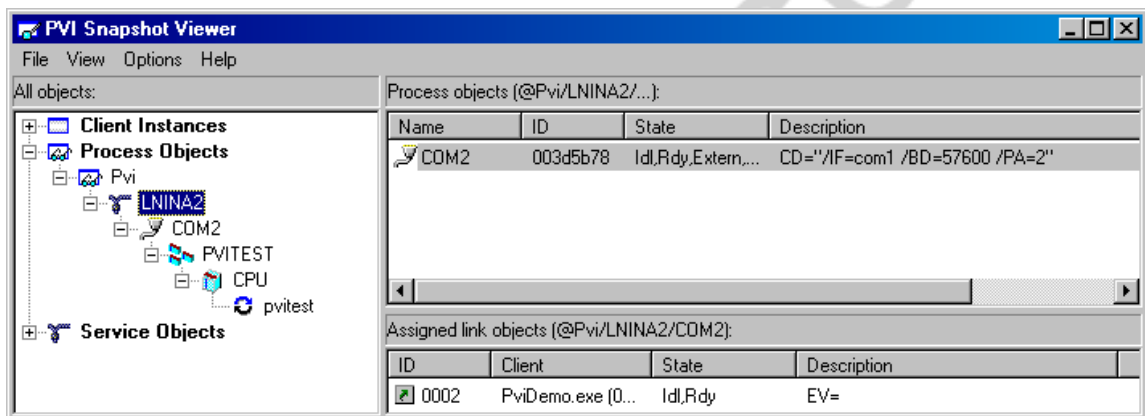 PVI Snapshot Viewer
File View Options Help
All objects:
Client Instances
Process Objects
Pvi
LNINA2
COM2
PVITEST
CPU
pvitest
Service Objects
Process objects (@Pvi/LNINA2/...):
Name ID State Description
COM2 003d5b78 Idl,Rdy,Extern,... CD="/IF=com1 /BD=57600 /PA=2"
Assigned link objects (@Pvi/LNINA2/COM2):
ID Client State Description
0002 PviDemo.exe (0... Idl,Rdy EV=